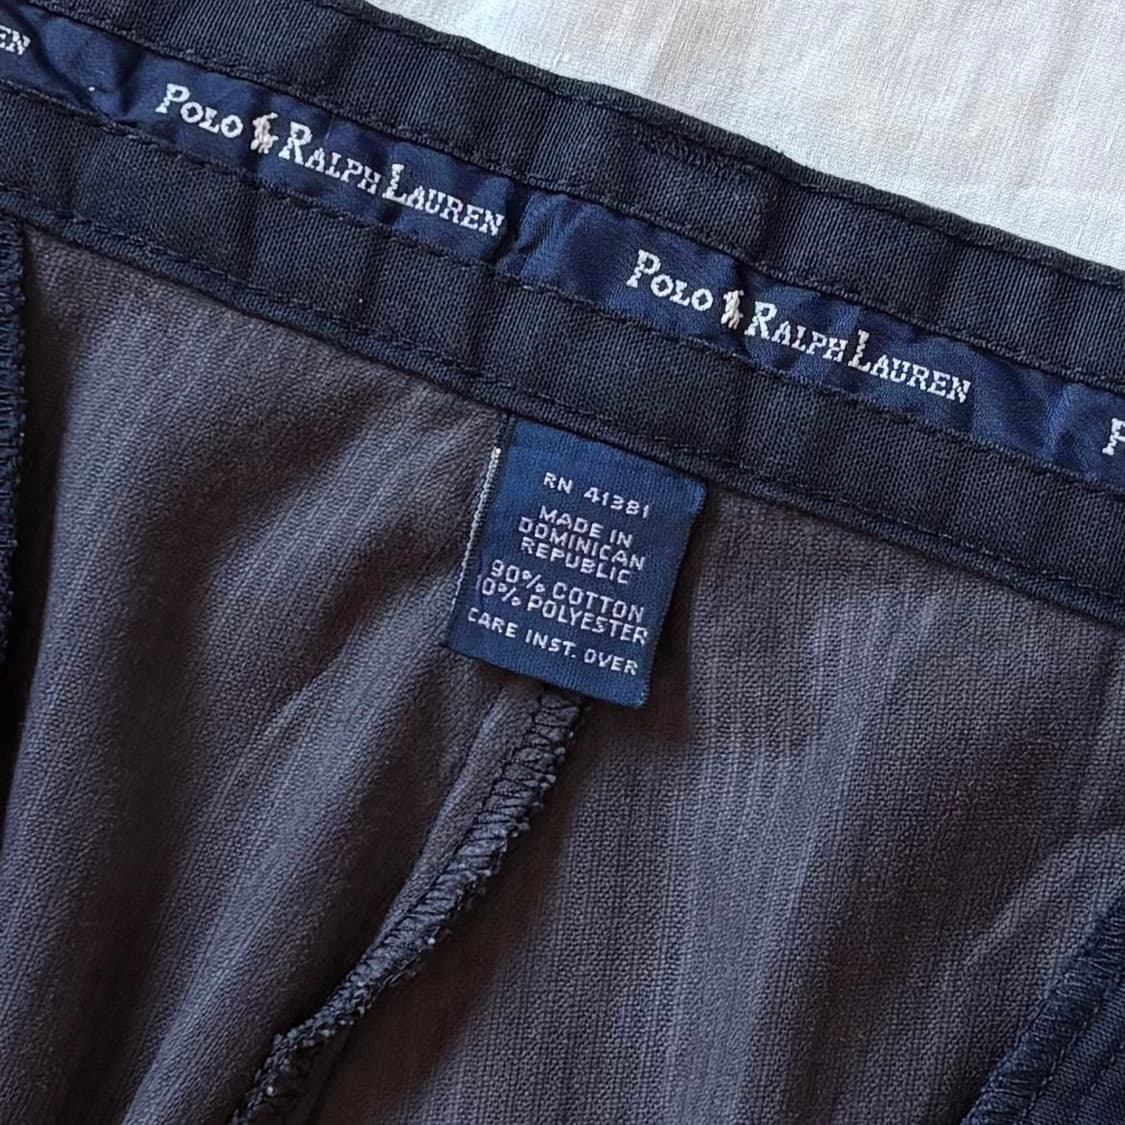 EN
POLO RALPH LAUREN
POLO RALPH LAUREN
P
RN 41381
MADE IN
DOMINICAN
REPUBLIC
90% COTTON
10% POLYESTER
CARE INST. OVER